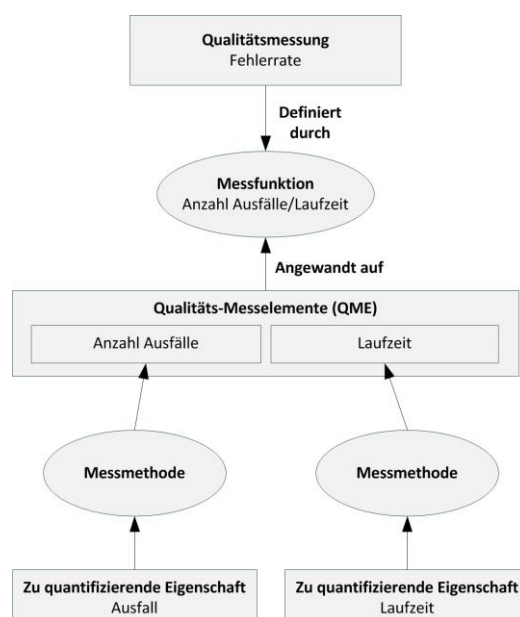 Qualitätsmessung
Fehlerrate
Definiert
durch
Messfunktion
Anzahl Ausfälle/Laufzeit
Angewandt auf
Qualitäts-Messelemente (QME)
Anzahl Ausfälle
Laufzeit
Messmethode
Messmethode
Zu quantifizierende Eigenschaft
Ausfall
Zu quantifizierende Eigenschaft
Laufzeit